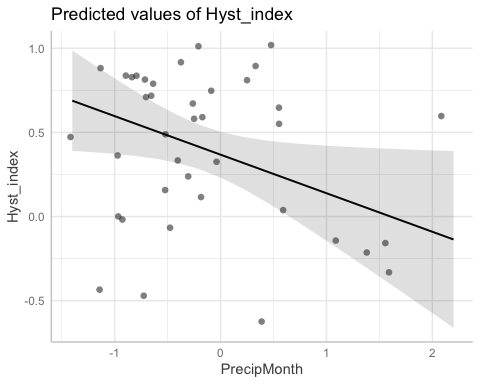 Predicted values of Hyst_index
1.0
0.5
0.0
-0.5
Hyst_index
-1
0
1
2
PrecipMonth